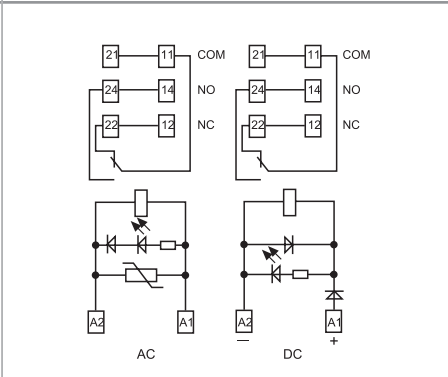 21 11 COM 21 11 COM
24 14 NO 24 14 NO
22 12 NC 22 12 NC
A2 A1 A2 A1
— +
AC DC